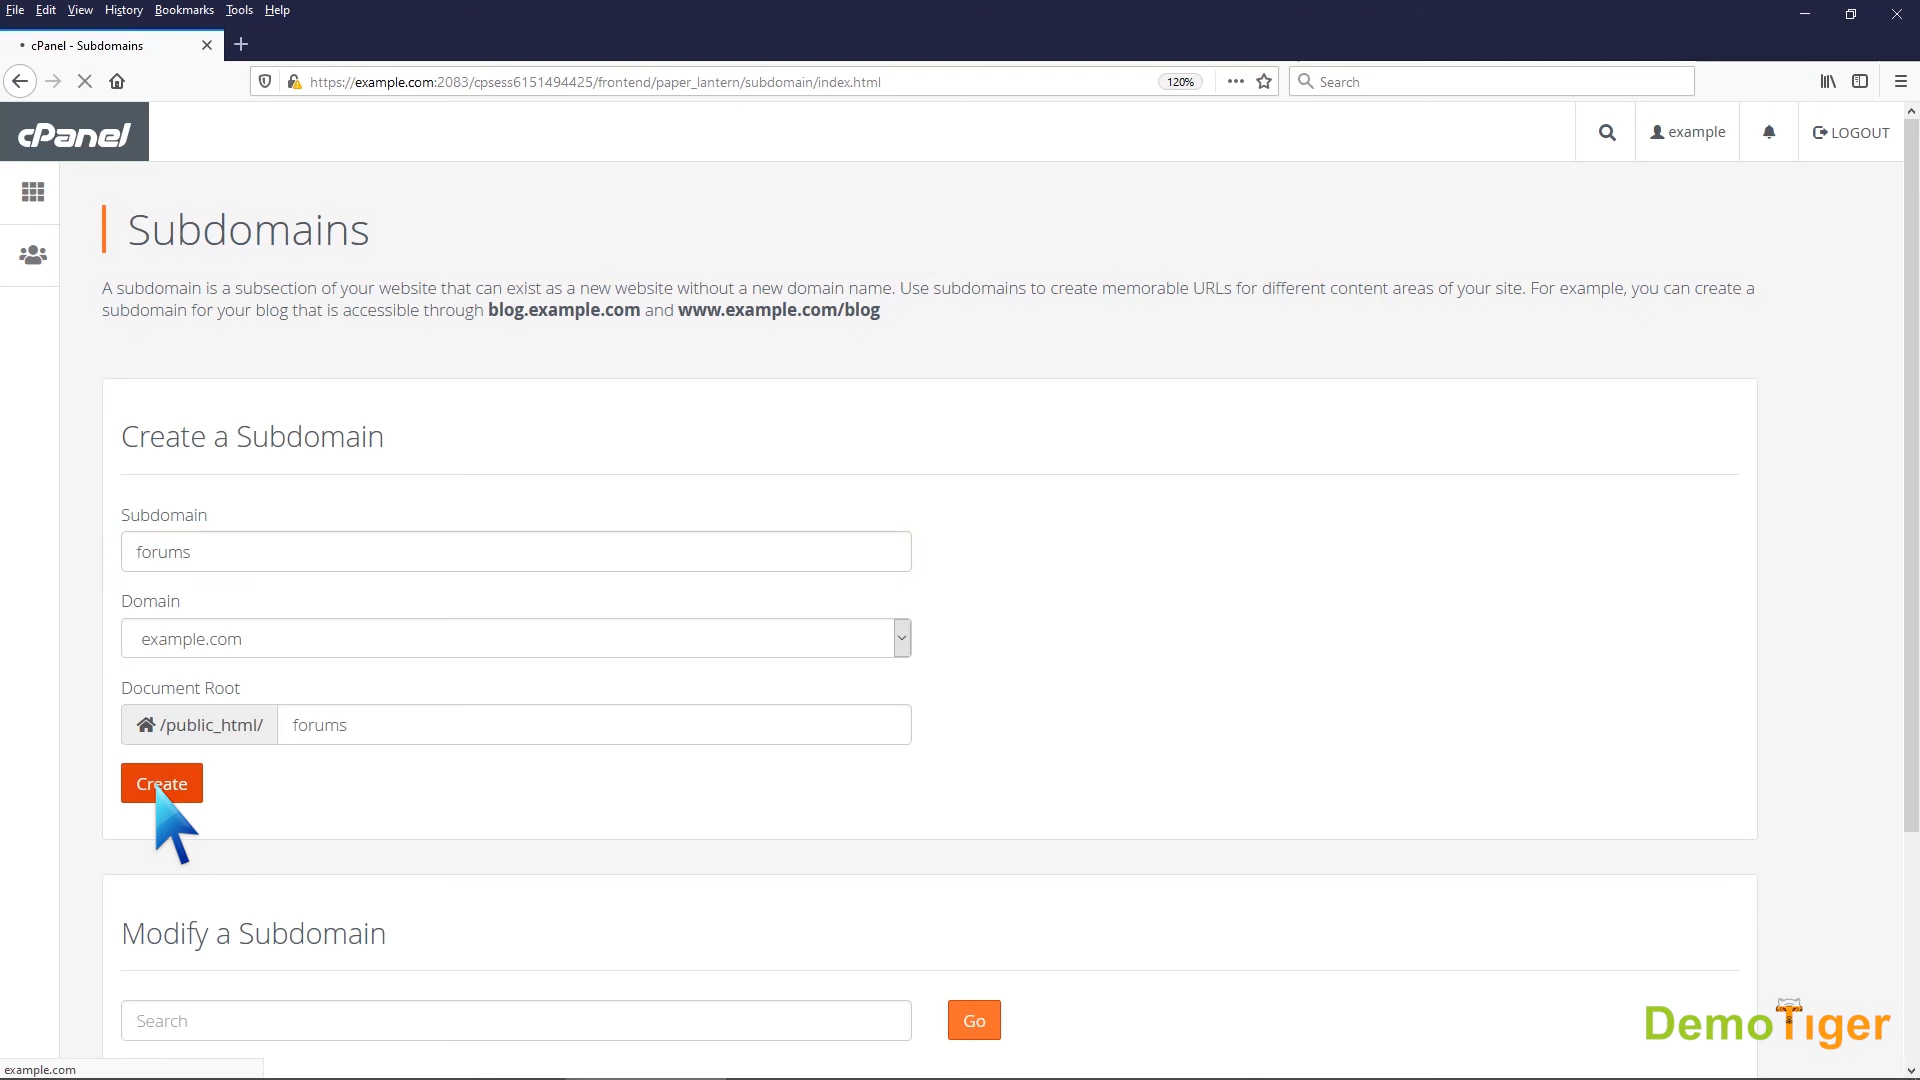 File Edit View History Bookmarks Tools Help
cPanel - Subdomains
https://example.com:2083/cpsess6151494425/frontend/paper_lantern/subdomain/index.html
120%
Search
cPanel
example
LOGOUT
Subdomains
A subdomain is a subsection of your website that can exist as a new website without a new domain name. Use subdomains to create memorable URLs for different content areas of your site. For example, you can create a
subdomain for your blog that is accessible through blog.example.com and www.example.com/blog
Create a Subdomain
Subdomain
forums
Domain
example.com
Document Root
/public_html/ forums
Create
Modify a Subdomain
Search
Go
DemoTiger
example.com